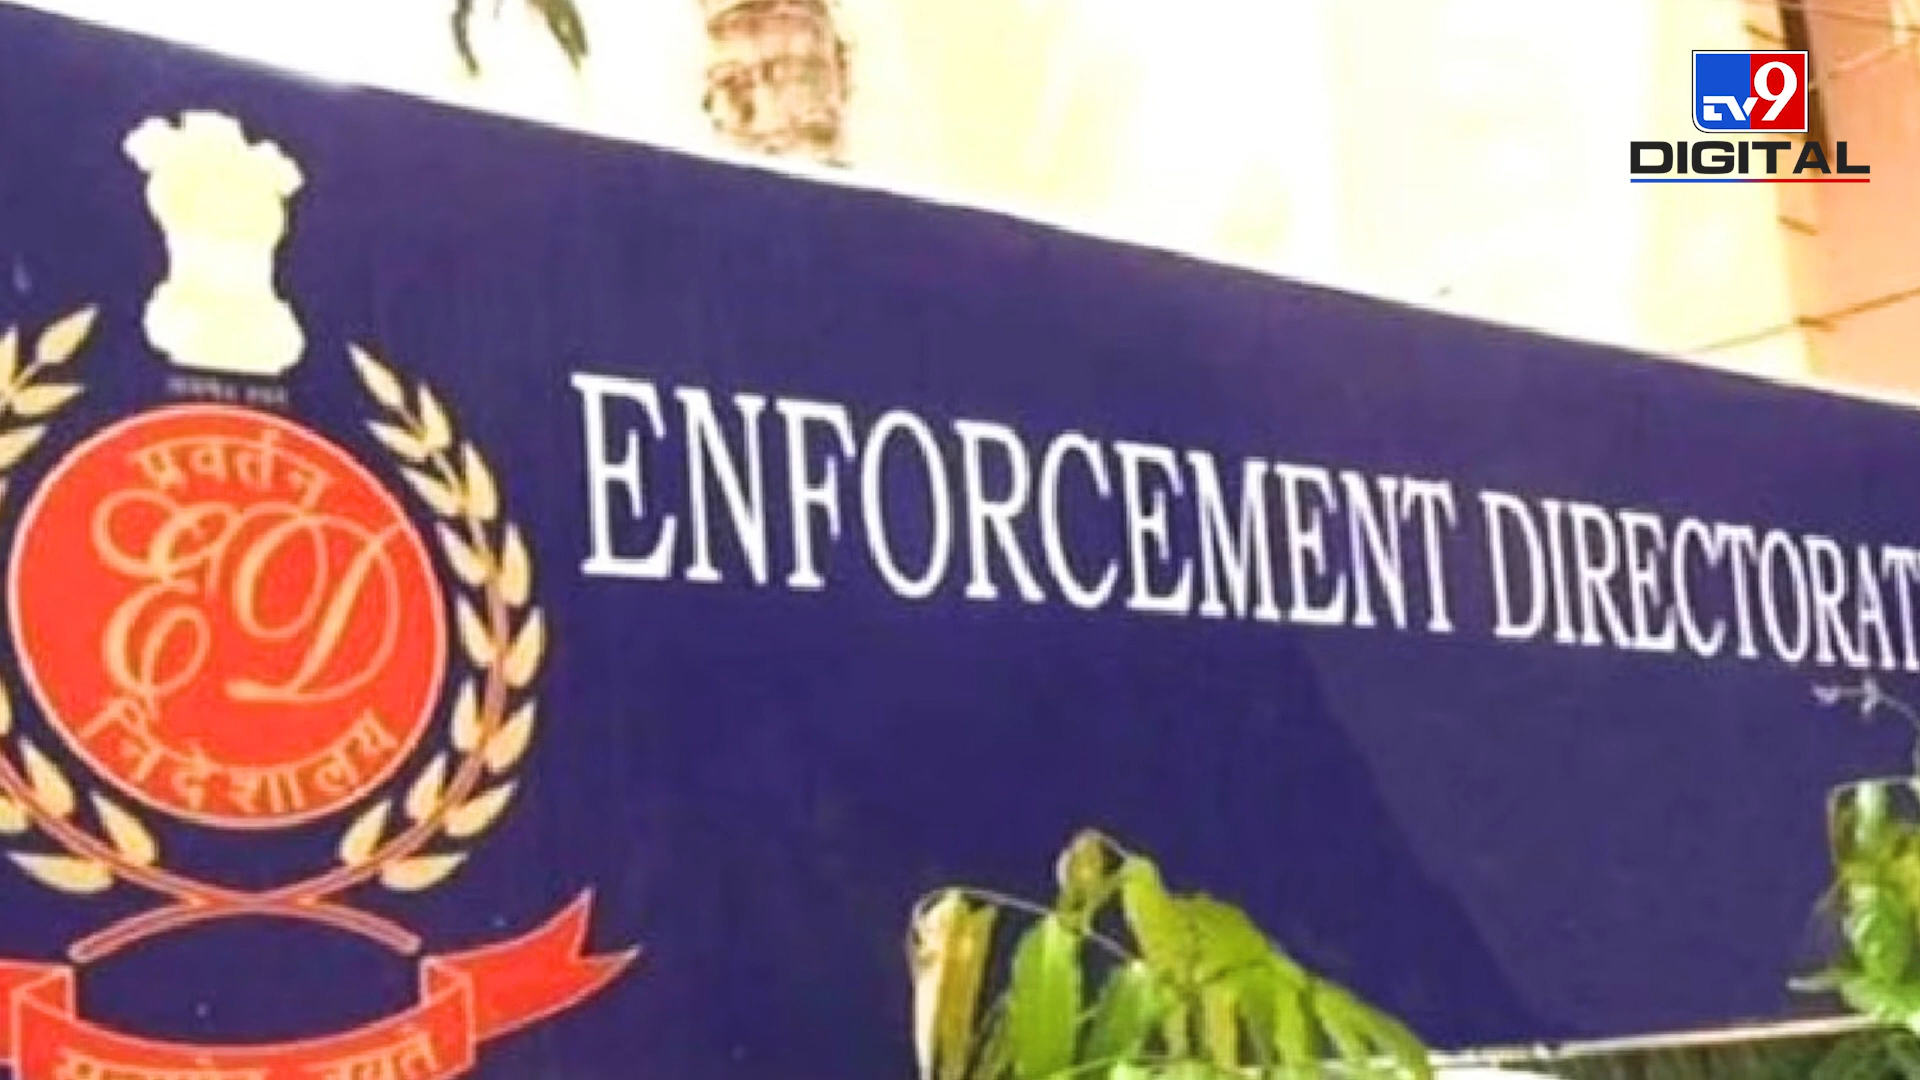 TV9
DIGITAL
ENFORCEMENT DIRECTORAT
प्रवर्तन
ED
निदेशालय